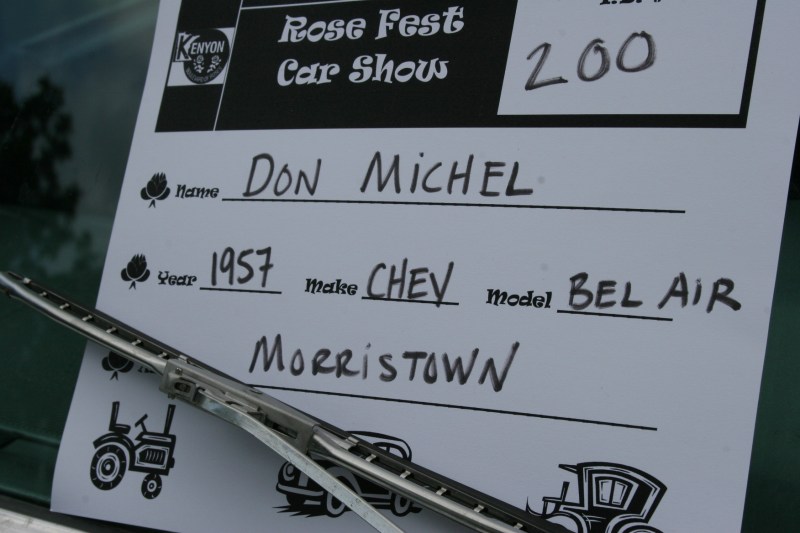 KENYON
Rose Fest
Car Show
200
Name DON MICHEL
Year 1957 Make CHEV Model BEL AIR
MORRISTOWN